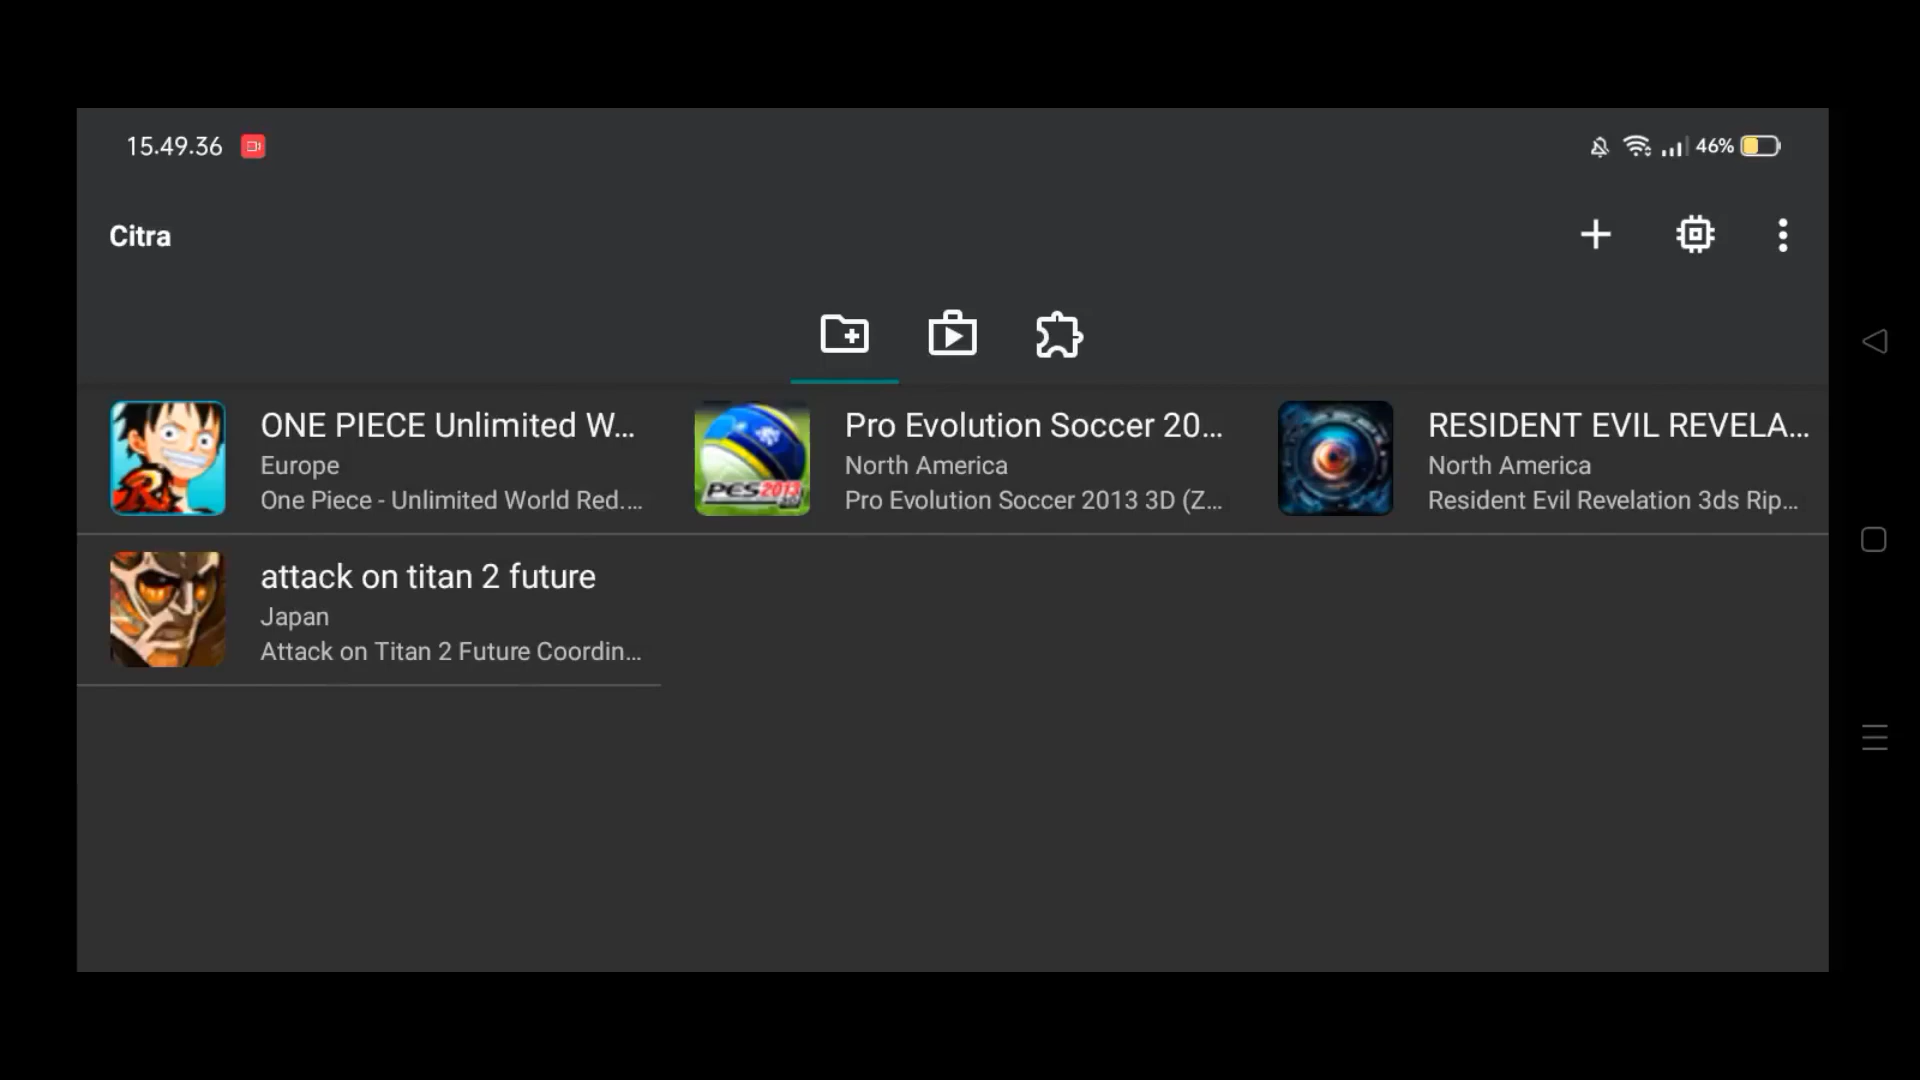 15.49.36
46%
Citra
ONE PIECE Unlimited W...
Europe
One Piece - Unlimited World Red....
Pro Evolution Soccer 20...
North America
Pro Evolution Soccer 2013 3D (Z...
PES2013
RESIDENT EVIL REVELA...
North America
Resident Evil Revelation 3ds Rip...
attack on titan 2 future
Japan
Attack on Titan 2 Future Coordin...